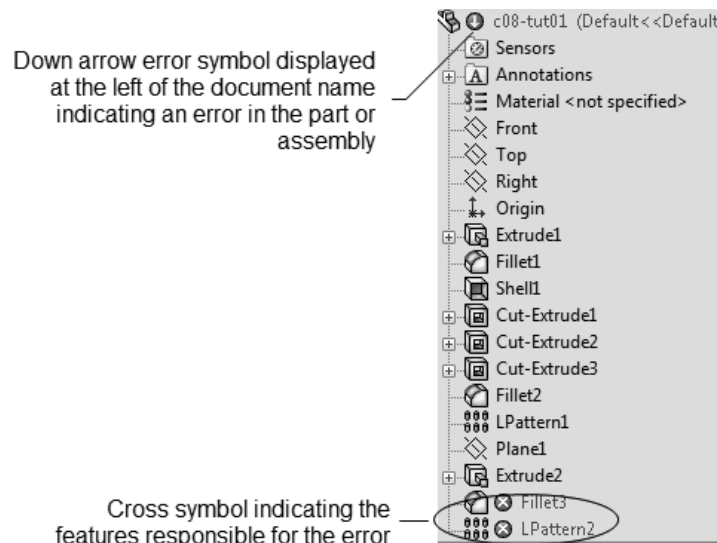 c08-tut01 (Default<<Default
Down arrow error symbol displayed
at the left of the document name
indicating an error in the part or
assembly
Sensors
Annotations
Material <not specified>
Front
Top
Right
Origin
Extrude1
Fillet1
Shell1
Cut-Extrude1
Cut-Extrude2
Cut-Extrude3
Fillet2
LPattern1
Plane1
Extrude2
Fillet3
LPattern2
Cross symbol indicating the
features responsible for the error